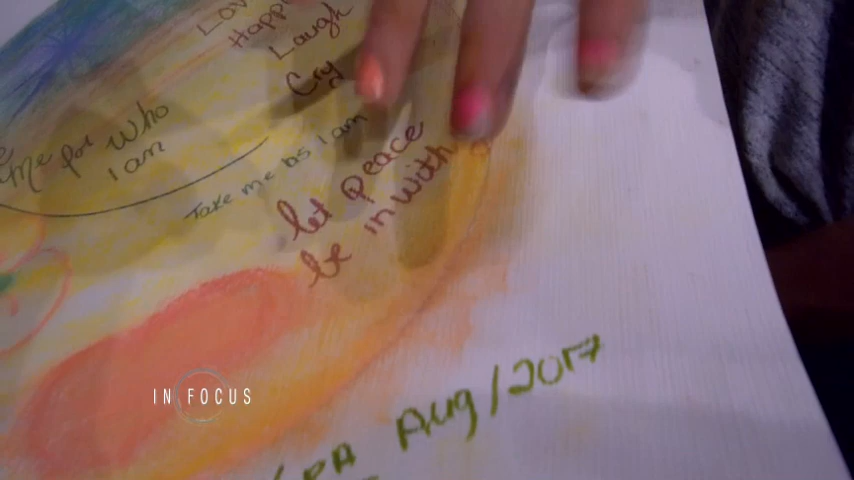 Happ
Laugh
Cry
Me for who
I am
Take me as I am
let peace
be in with
IN FOCUS
Aug/2017